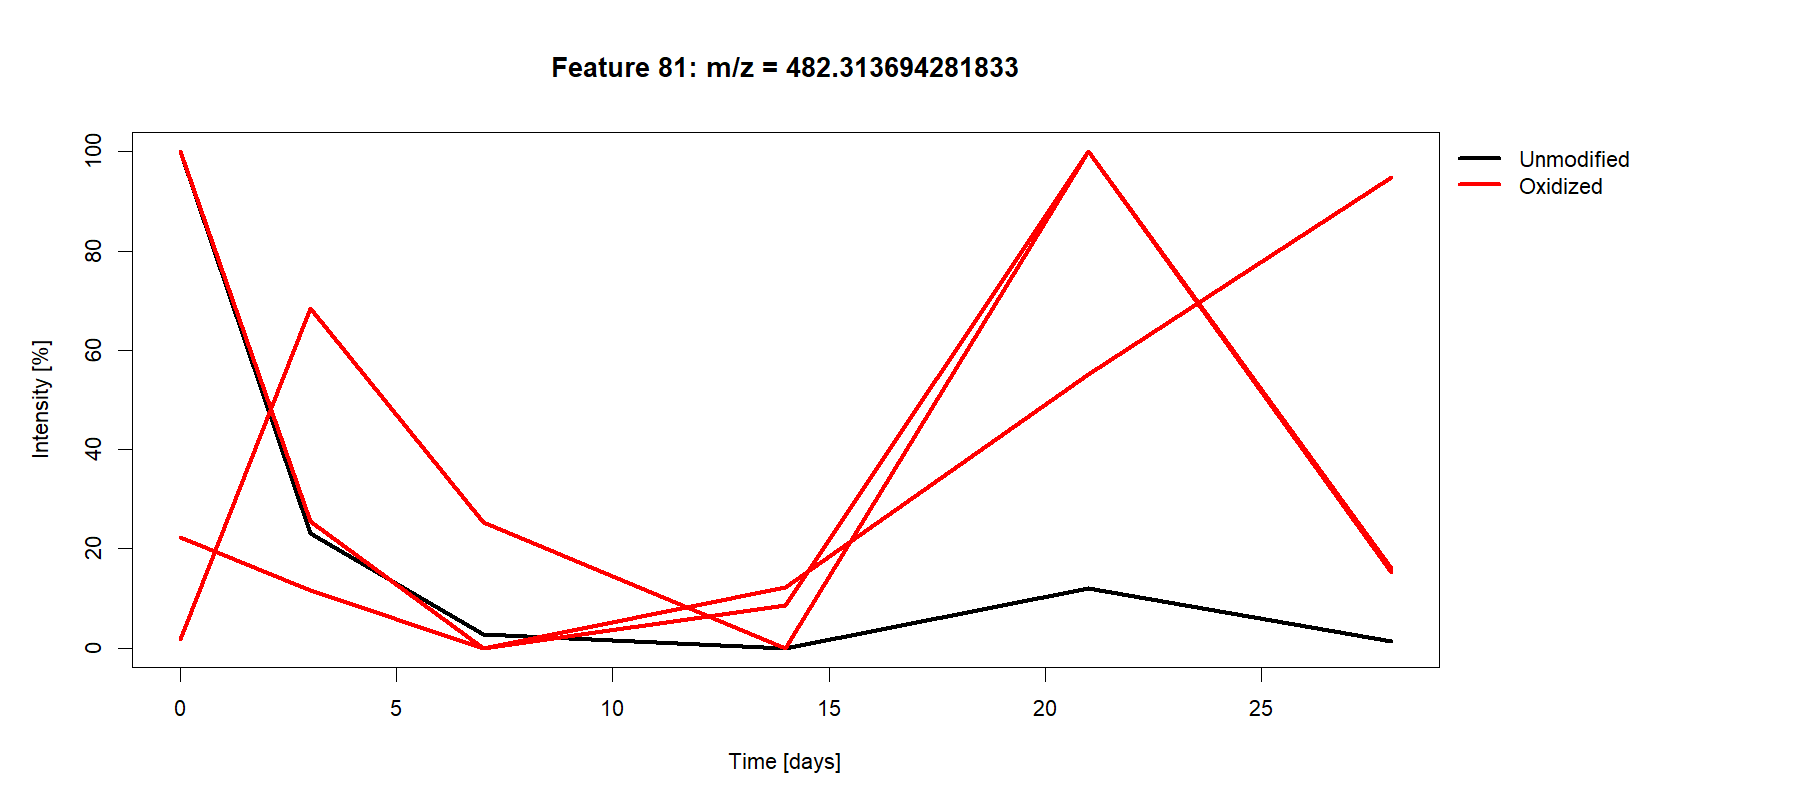 Feature 81: m/z = 482.313694281833
Unmodified
Oxidized
Intensity [%]
100
80
60
40
20
0
0 5 10 15 20 25
Time [days]